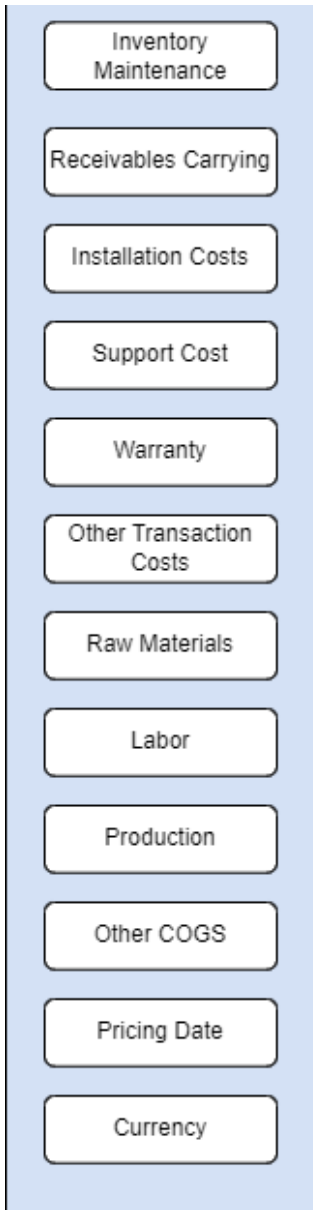 Inventory
Maintenance
Receivables Carrying
Installation Costs
Support Cost
Warranty
Other Transaction
Costs
Raw Materials
Labor
Production
Other COGS
Pricing Date
Currency